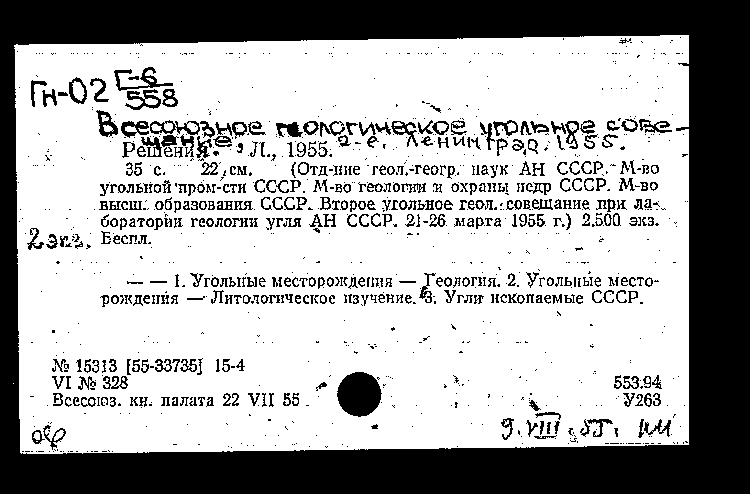 Гн-02 Г-6
558
Всесоюзное геологическое угольное сове-
щание, 2-е. Ленинград. 1955.
Решения. Л., 1955.
35 с. 22 см. (Отд-ние геол.-геогр. наук АН СССР. М-во
угольной пром-сти СССР. М-во геологии и охраны недр СССР. М-во
высш. образования СССР. Второе угольное геол. совещание при ла-
боратории геологии угля АН СССР. 21-26 марта 1955 г.) 2.500 экз.
2 экз. Беспл.
— — 1. Угольные месторождения — Геология. 2. Угольные место-
рождения — Литологическое изучение. 3. Угли ископаемые СССР.
№ 15313 [55-33735] 15-4
VI № 328 553.94
Всесоюз. кн. палата 22 VII 55 У263
9.VIII.55.